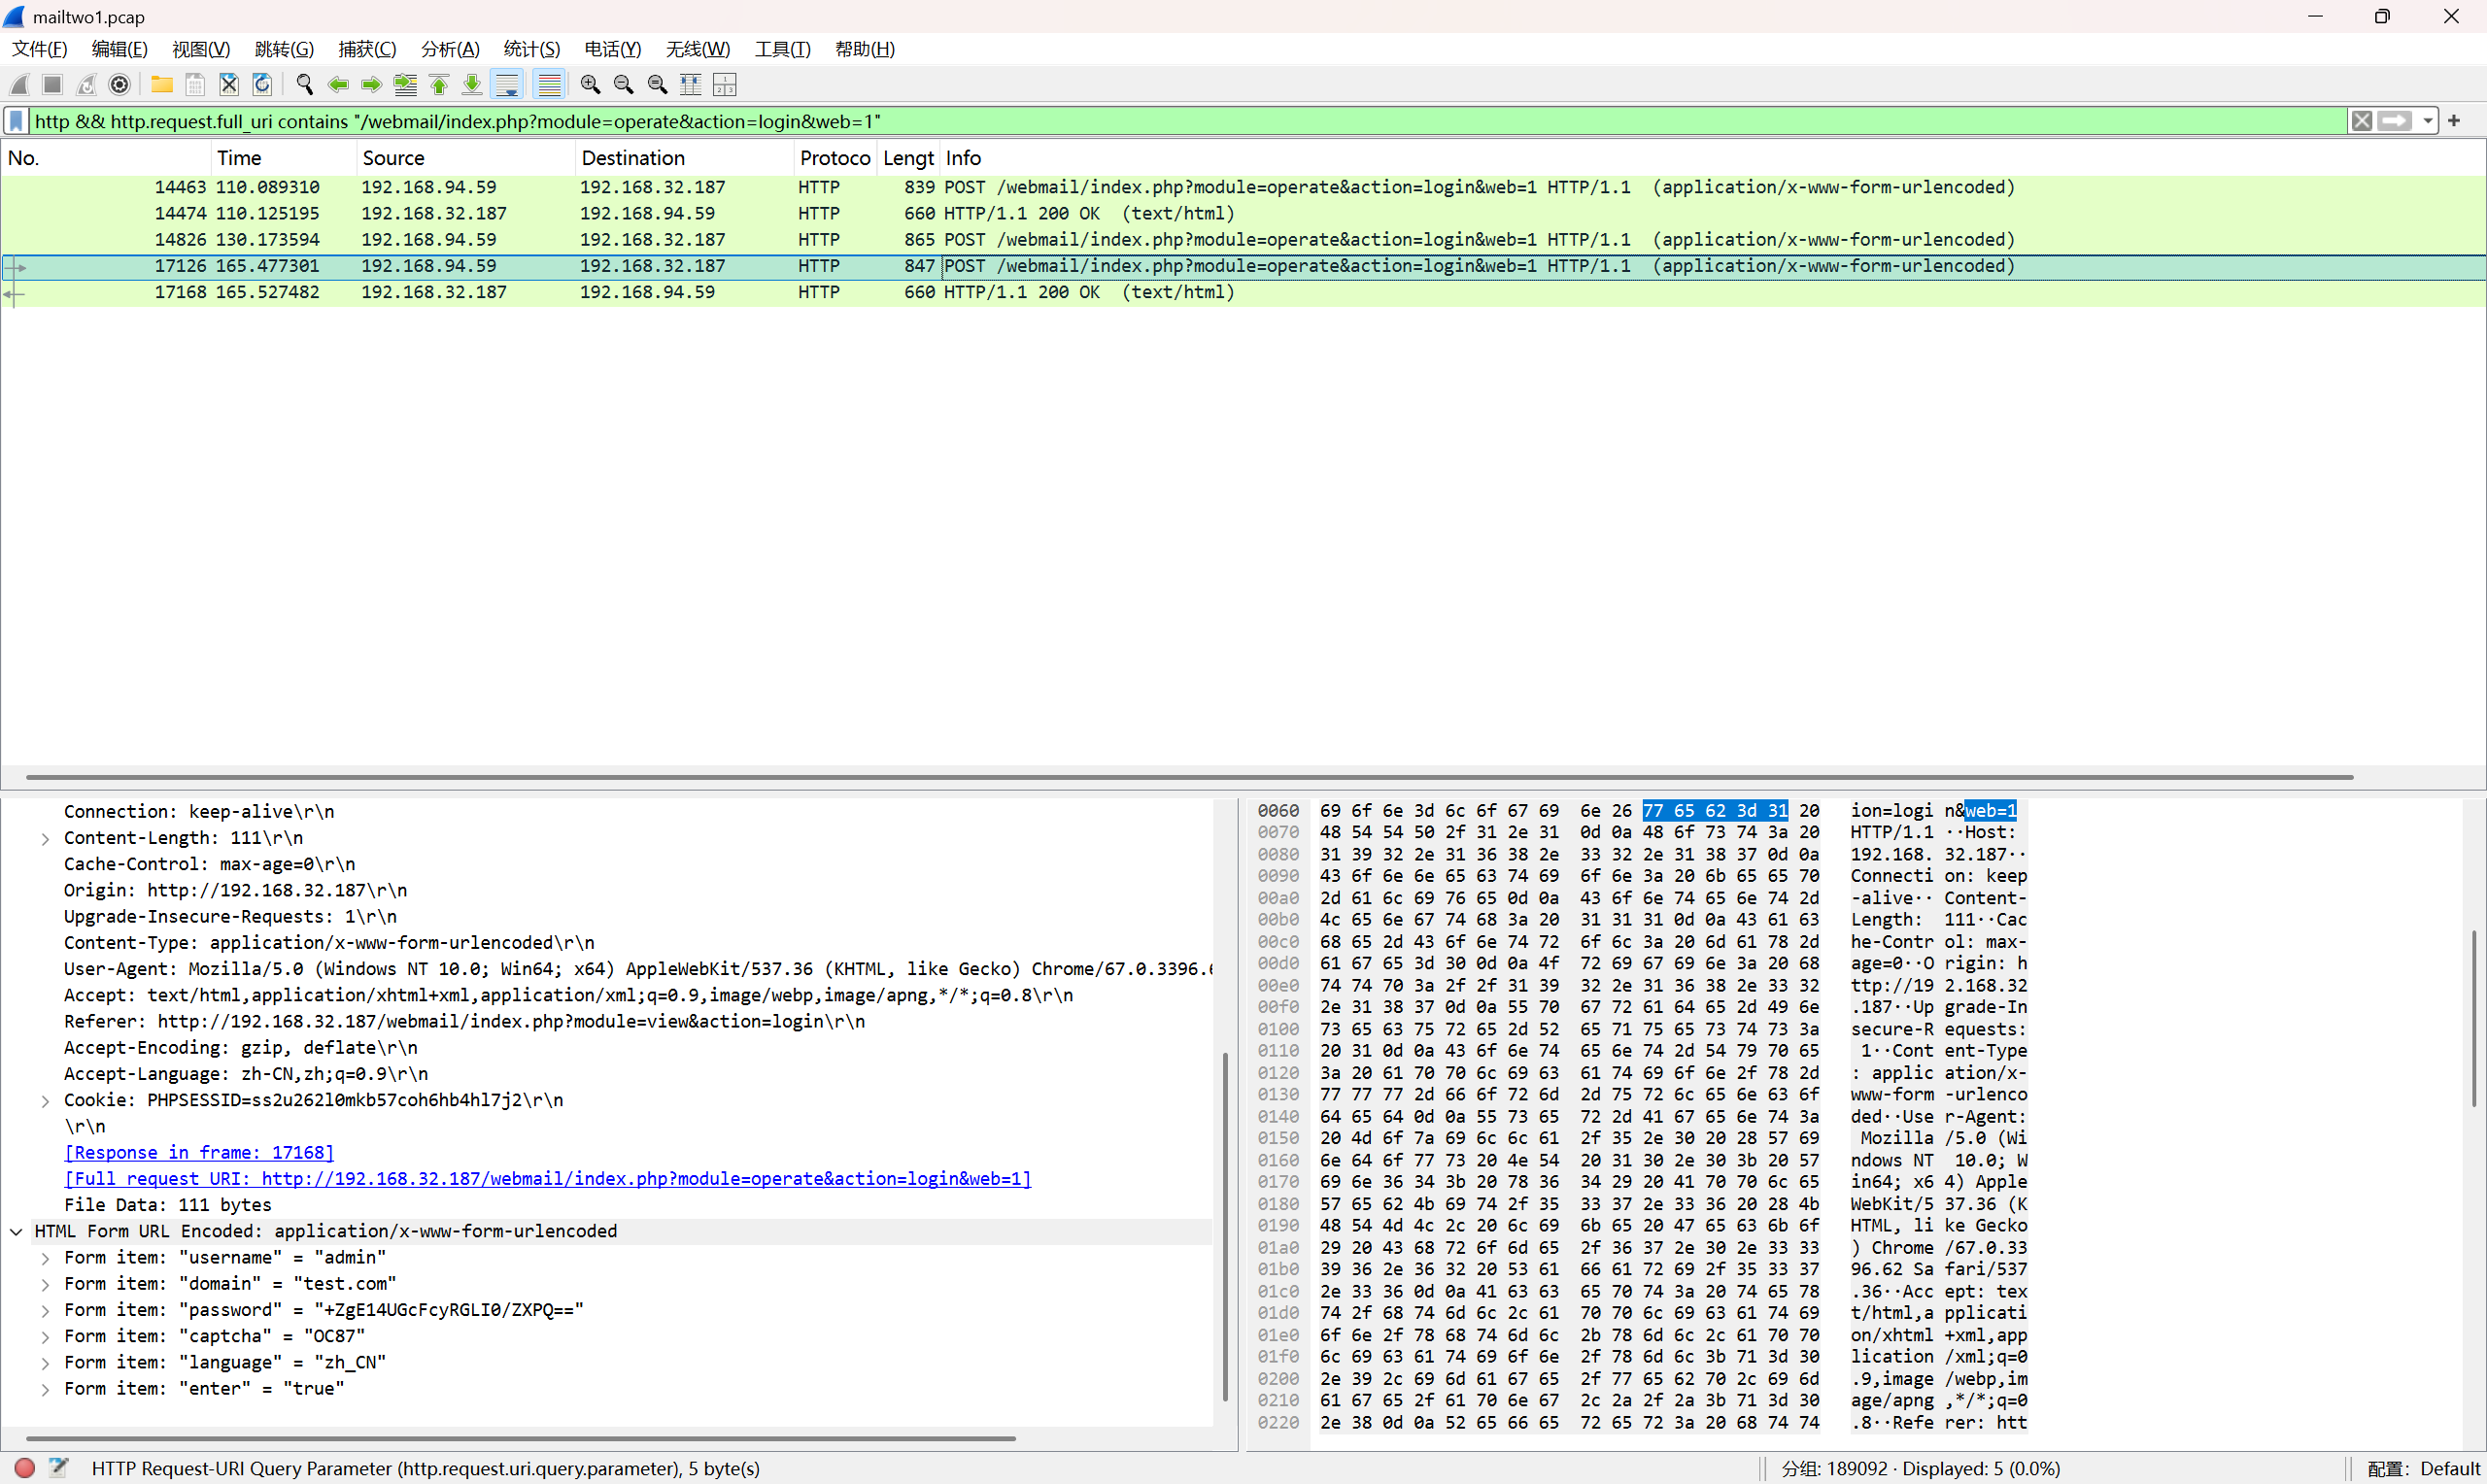 mailtwo1.pcap
文件(F) 编辑(E) 视图(V) 跳转(G) 捕获(C) 分析(A) 统计(S) 电话(Y) 无线(W) 工具(T) 帮助(H)
http && http.request.full_uri contains "/webmail/index.php?module=operate&action=login&web=1"
No. Time Source Destination Protoco Lengt Info
14463 110.089310 192.168.94.59 192.168.32.187 HTTP 839 POST /webmail/index.php?module=operate&action=login&web=1 HTTP/1.1 (application/x-www-form-urlencoded)
14474 110.125195 192.168.32.187 192.168.94.59 HTTP 660 HTTP/1.1 200 OK (text/html)
14826 130.173594 192.168.94.59 192.168.32.187 HTTP 865 POST /webmail/index.php?module=operate&action=login&web=1 HTTP/1.1 (application/x-www-form-urlencoded)
17126 165.477301 192.168.94.59 192.168.32.187 HTTP 847 POST /webmail/index.php?module=operate&action=login&web=1 HTTP/1.1 (application/x-www-form-urlencoded)
17168 165.527482 192.168.32.187 192.168.94.59 HTTP 660 HTTP/1.1 200 OK (text/html)
Connection: keep-alive\r\n
Content-Length: 111\r\n
Cache-Control: max-age=0\r\n
Origin: http://192.168.32.187\r\n
Upgrade-Insecure-Requests: 1\r\n
Content-Type: application/x-www-form-urlencoded\r\n
User-Agent: Mozilla/5.0 (Windows NT 10.0; Win64; x64) AppleWebKit/537.36 (KHTML, like Gecko) Chrome/67.0.3396.
Accept: text/html,application/xhtml+xml,application/xml;q=0.9,image/webp,image/apng,*/*;q=0.8\r\n
Referer: http://192.168.32.187/webmail/index.php?module=view&action=login\r\n
Accept-Encoding: gzip, deflate\r\n
Accept-Language: zh-CN,zh;q=0.9\r\n
Cookie: PHPSESSID=ss2u262l0mkb57coh6hb4hl7j2\r\n
\r\n
[Response in frame: 17168]
[Full request URI: http://192.168.32.187/webmail/index.php?module=operate&action=login&web=1]
File Data: 111 bytes
HTML Form URL Encoded: application/x-www-form-urlencoded
Form item: "username" = "admin"
Form item: "domain" = "test.com"
Form item: "password" = "+ZgE14UGcFcyRGLI0/ZXPQ=="
Form item: "captcha" = "OC87"
Form item: "language" = "zh_CN"
Form item: "enter" = "true"
0060 69 6f 6e 3d 6c 6f 67 69 6e 26 77 65 62 3d 31 20 ion=logi n&web=1
0070 48 54 54 50 2f 31 2e 31 0d 0a 48 6f 73 74 3a 20 HTTP/1.1 ··Host:
0080 31 39 32 2e 31 36 38 2e 33 32 2e 31 38 37 0d 0a 192.168. 32.187··
0090 43 6f 6e 6e 65 63 74 69 6f 6e 3a 20 6b 65 65 70 Connecti on: keep
00a0 2d 61 6c 69 76 65 0d 0a 43 6f 6e 74 65 6e 74 2d -alive·· Content-
00b0 4c 65 6e 67 74 68 3a 20 31 31 31 0d 0a 43 61 63 Length: 111··Cac
00c0 68 65 2d 43 6f 6e 74 72 6f 6c 3a 20 6d 61 78 2d he-Contr ol: max-
00d0 61 67 65 3d 30 0d 0a 4f 72 69 67 69 6e 3a 20 68 age=0··O rigin: h
00e0 74 74 70 3a 2f 2f 31 39 32 2e 31 36 38 2e 33 32 ttp://19 2.168.32
00f0 2e 31 38 37 0d 0a 55 70 67 72 61 64 65 2d 49 6e .187··Up grade-In
0100 73 65 63 75 72 65 2d 52 65 71 75 65 73 74 73 3a secure-R equests:
0110 20 31 0d 0a 43 6f 6e 74 65 6e 74 2d 54 79 70 65 1··Cont ent-Type
0120 3a 20 61 70 70 6c 69 63 61 74 69 6f 6e 2f 78 2d : applic ation/x-
0130 77 77 77 2d 66 6f 72 6d 2d 75 72 6c 65 6e 63 6f www-form -urlenco
0140 64 65 64 0d 0a 55 73 65 72 2d 41 67 65 6e 74 3a ded··Use r-Agent:
0150 20 4d 6f 7a 69 6c 6c 61 2f 35 2e 30 20 28 57 69 Mozilla /5.0 (Wi
0160 6e 64 6f 77 73 20 4e 54 20 31 30 2e 30 3b 20 57 ndows NT 10.0; W
0170 69 6e 36 34 3b 20 78 36 34 29 20 41 70 70 6c 65 in64; x6 4) Apple
0180 57 65 62 4b 69 74 2f 35 33 37 2e 33 36 20 28 4b WebKit/5 37.36 (K
0190 48 54 4d 4c 2c 20 6c 69 6b 65 20 47 65 63 6b 6f HTML, li ke Gecko
01a0 29 20 43 68 72 6f 6d 65 2f 36 37 2e 30 2e 33 33 ) Chrome /67.0.33
01b0 39 36 2e 36 32 20 53 61 66 61 72 69 2f 35 33 37 96.62 Sa fari/537
01c0 2e 33 36 0d 0a 41 63 63 65 70 74 3a 20 74 65 78 .36··Acc ept: tex
01d0 74 2f 68 74 6d 6c 2c 61 70 70 6c 69 63 61 74 69 t/html,a pplicati
01e0 6f 6e 2f 78 68 74 6d 6c 2b 78 6d 6c 2c 61 70 70 on/xhtml +xml,app
01f0 6c 69 63 61 74 69 6f 6e 2f 78 6d 6c 3b 71 3d 30 lication /xml;q=0
0200 2e 39 2c 69 6d 61 67 65 2f 77 65 62 70 2c 69 6d .9,image /webp,im
0210 61 67 65 2f 61 70 6e 67 2c 2a 2f 2a 3b 71 3d 30 age/apng ,*/*;q=0
0220 2e 38 0d 0a 52 65 66 65 72 65 72 3a 20 68 74 74 .8··Refe rer: htt
HTTP Request-URI Query Parameter (http.request.uri.query.parameter), 5 byte(s)
分组: 189092 · Displayed: 5 (0.0%)
配置: Default